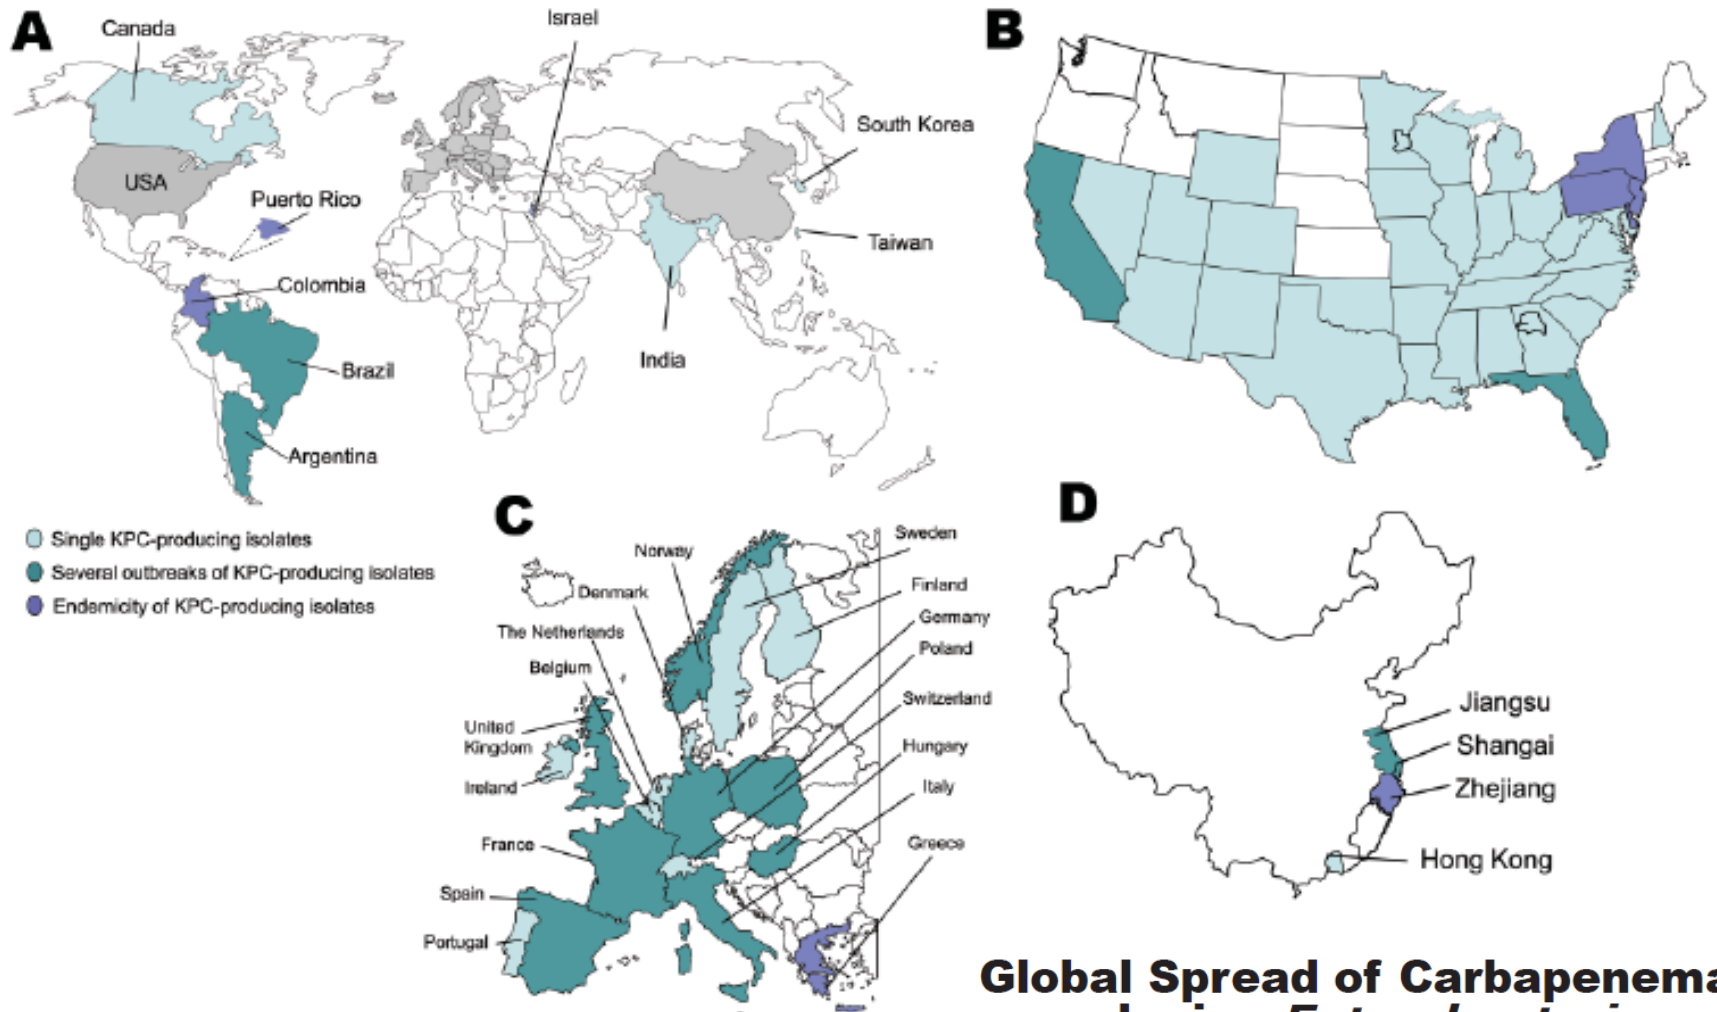 A
Canada
Israel
South Korea
USA
Puerto Rico
Taiwan
Colombia
India
Brazil
Argentina
Single KPC-producing isolates
Several outbreaks of KPC-producing isolates
Endemicity of KPC-producing isolates
B
C
Sweden
Norway
Finland
Denmark
Germany
The Netherlands
Poland
Belgium
Switzerland
United
Kingdom
Hungary
Ireland
Italy
France
Greece
Spain
Portugal
D
Jiangsu
Shangai
Zhejiang
Hong Kong
Global Spread of Carbapenema